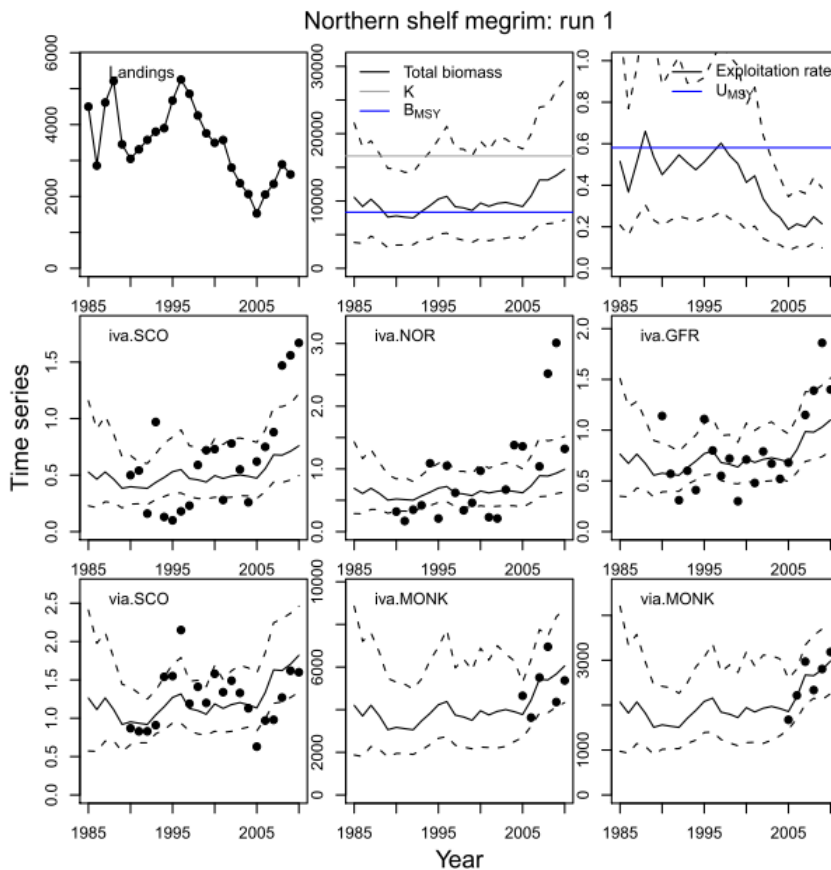 Northern shelf megrim: run 1
Landings
0 2000 4000 6000
1985 1995 2005
Total biomass
K
B_MSY
0 10000 20000 30000
1985 1995 2005
Exploitation rate
U_MSY
0.0 0.2 0.4 0.6 0.8 1.0
1985 1995 2005
Time series
iva.SCO
0.0 0.5 1.0 1.5
1985 1995 2005
iva.NOR
0.0 1.0 2.0 3.0
1985 1995 2005
iva.GFR
0.0 0.5 1.0 1.5 2.0
1985 1995 2005
via.SCO
0.0 0.5 1.0 1.5 2.0 2.5
1985 1995 2005
iva.MONK
0 2000 6000 10000
1985 1995 2005
via.MONK
0 1000 3000
1985 1995 2005
Year